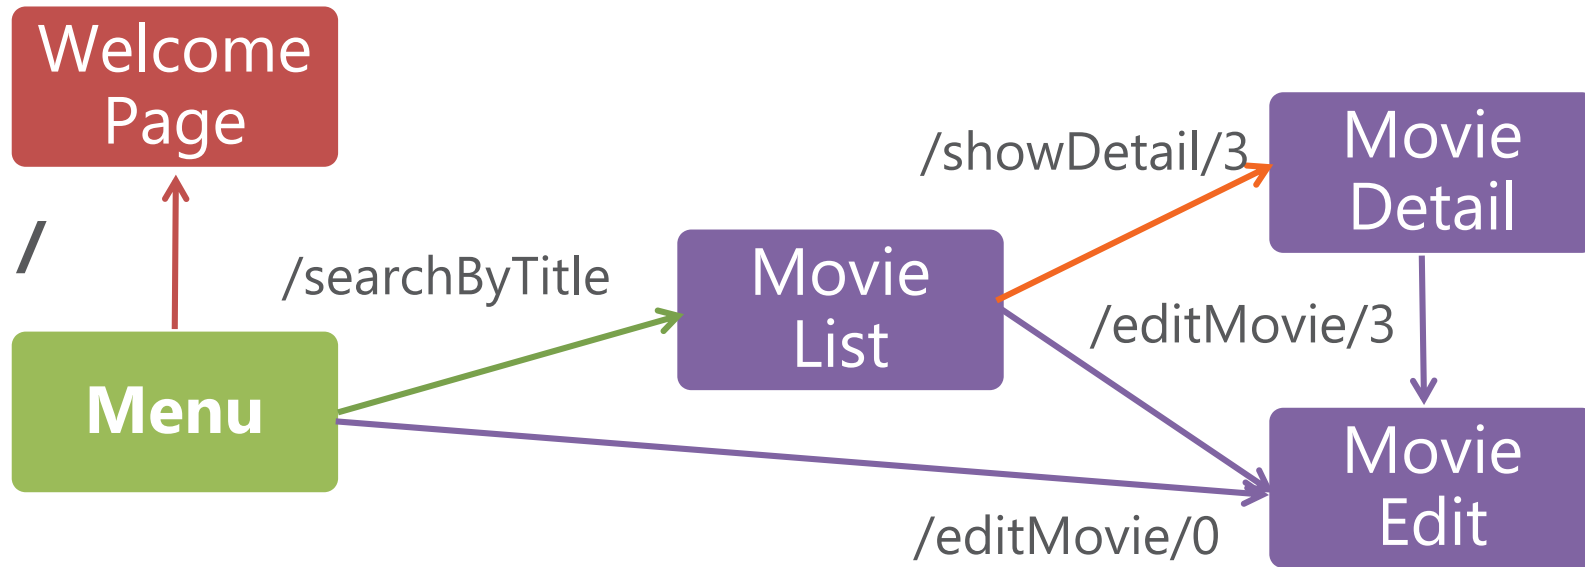 Welcome
Page
/
Menu
/searchByTitle
Movie
List
/showDetail/3
Movie
Detail
/editMovie/3
Movie
Edit
/editMovie/0